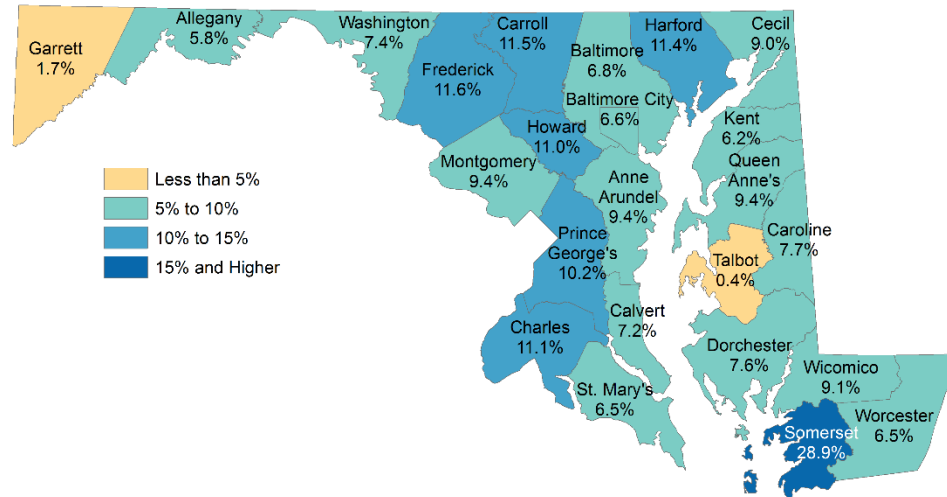 Garrett
1.7%
Allegany
5.8%
Washington
7.4%
Frederick
11.6%
Carroll
11.5%
Baltimore
6.8%
Baltimore City
6.6%
Harford
11.4%
Cecil
9.0%
Howard
11.0%
Montgomery
9.4%
Kent
6.2%
Queen
Anne's
9.4%
Anne
Arundel
9.4%
Caroline
7.7%
Prince
George's
10.2%
Talbot
0.4%
Calvert
7.2%
Charles
11.1%
Dorchester
7.6%
St. Mary's
6.5%
Wicomico
9.1%
Worcester
6.5%
Somerset
28.9%
Less than 5%
5% to 10%
10% to 15%
15% and Higher